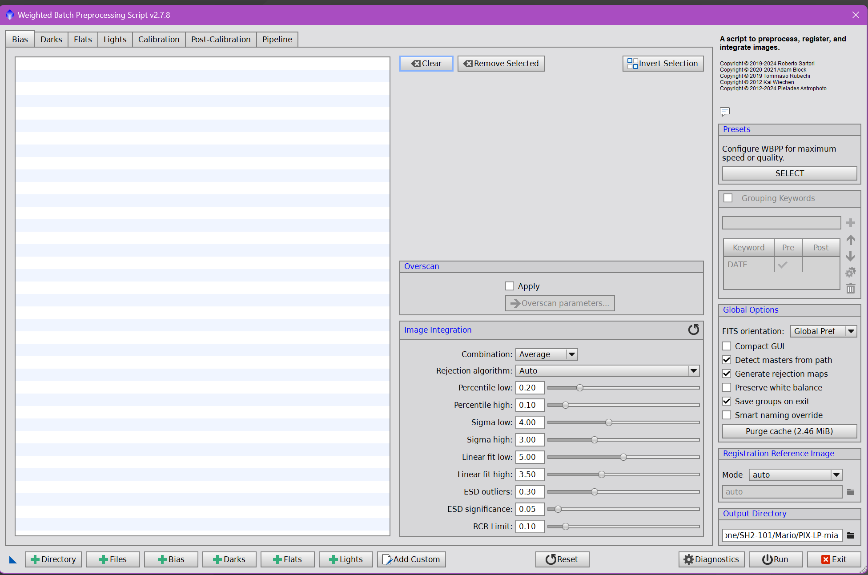 Weighted Batch Preprocessing Script v2.7.8
Bias Darks Flats Lights Calibration Post-Calibration Pipeline
Clear Remove Selected Invert Selection
Overscan
Apply
Overscan parameters...
Image Integration
Combination: Average
Rejection algorithm: Auto
Percentile low: 0.20
Percentile high: 0.10
Sigma low: 4.00
Sigma high: 3.00
Linear fit low: 5.00
Linear fit high: 3.50
ESD outliers: 0.30
ESD significance: 0.05
RCR Limit: 0.10
A script to preprocess, register, and
integrate images.
Copyright © 2019-2024 Roberto Sartori
Copyright © 2020-2021 Adam Block
Copyright © 2019 Tommaso Rubechi
Copyright © 2012 Kai Wiechen
Copyright © 2012-2024 Pleiades Astrophoto
Presets
Configure WBPP for maximum
speed or quality.
SELECT
Grouping Keywords
Keyword Pre Post
DATE
Global Options
FITS orientation: Global Pref
Compact GUI
Detect masters from path
Generate rejection maps
Preserve white balance
Save groups on exit
Smart naming override
Purge cache (2.46 MiB)
Registration Reference Image
Mode auto
auto
Output Directory
one/SH2-101/Mario/PIX LP mia
Directory Files Bias Darks Flats Lights Add Custom Reset Diagnostics Run Exit